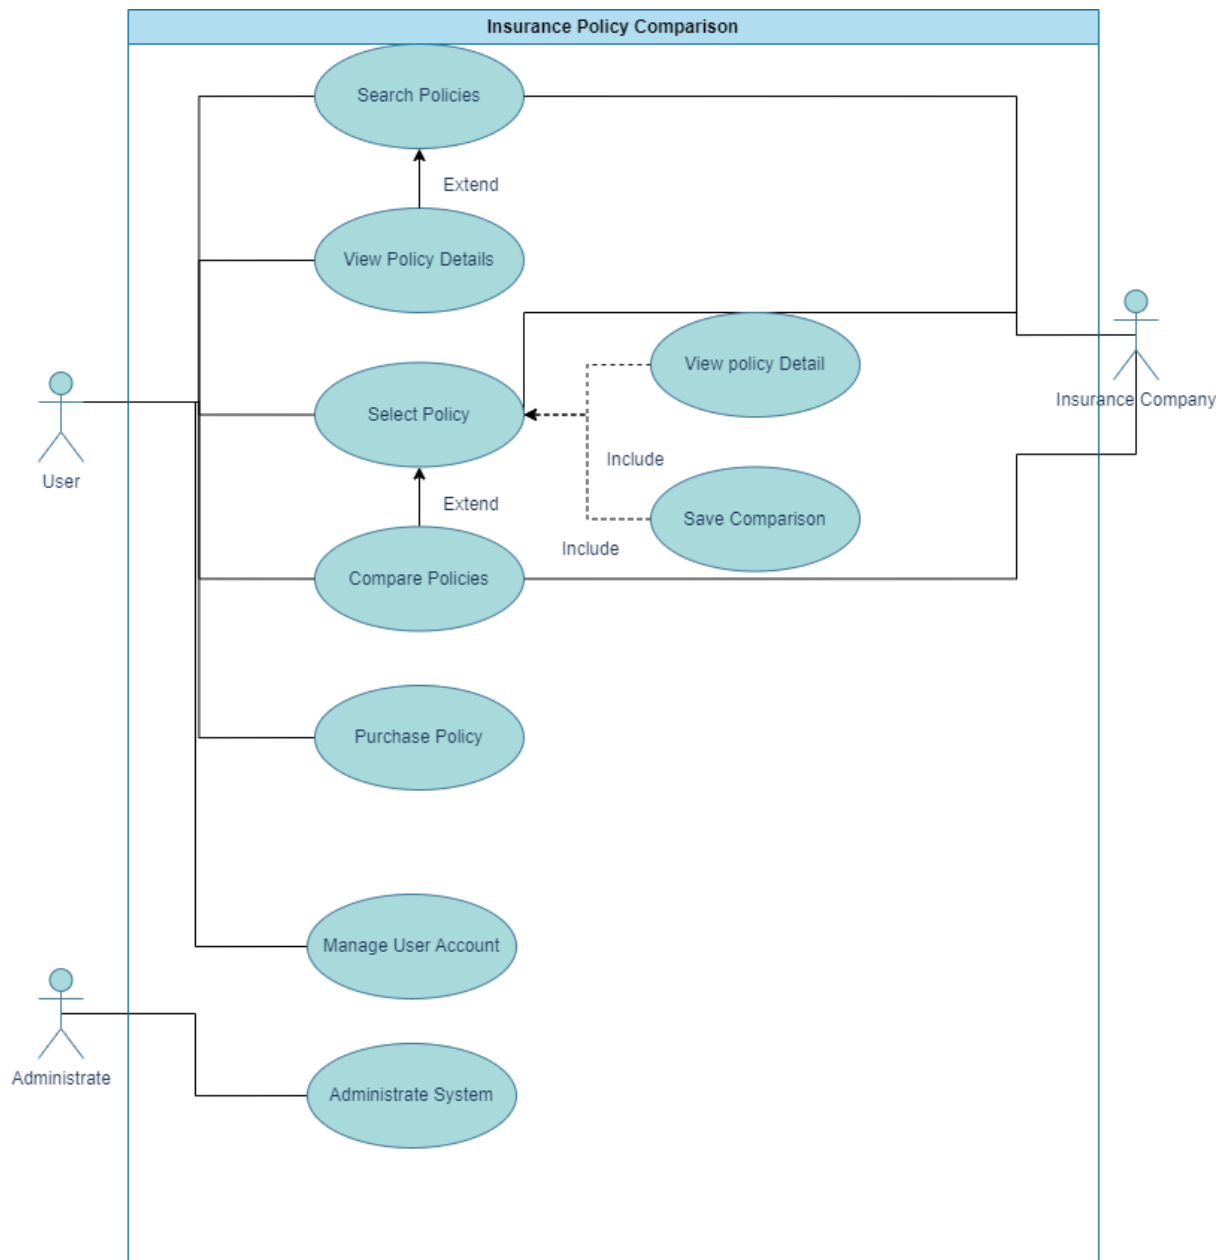 Insurance Policy Comparison
Search Policies
Extend
View Policy Details
View policy Detail
Insurance Company
Select Policy
Include
User
Extend
Save Comparison
Include
Compare Policies
Purchase Policy
Manage User Account
Administrate
Administrate System